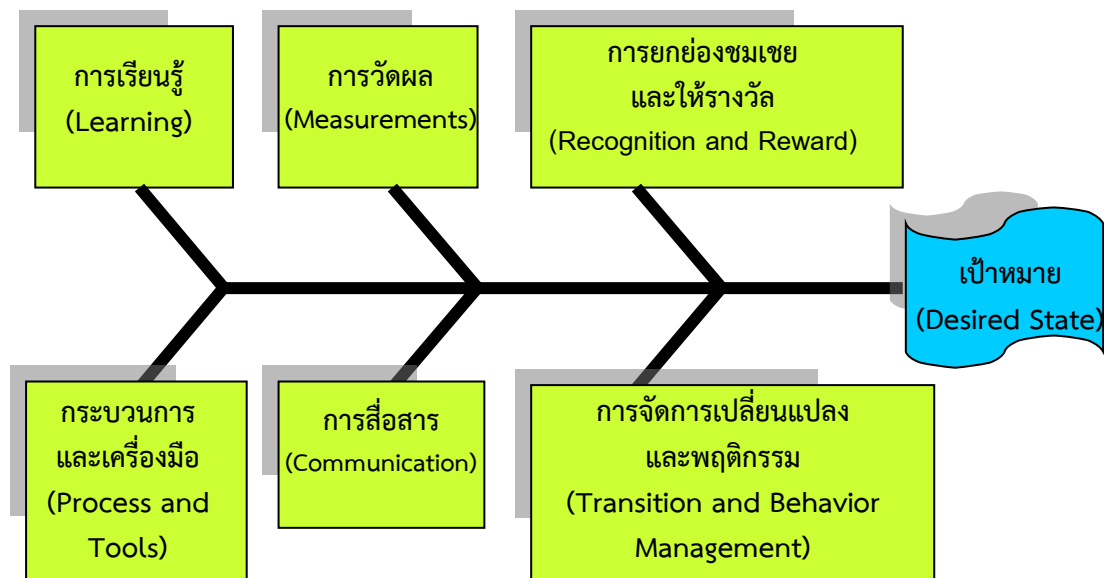 การเรียนรู้
(Learning)
การวัดผล
(Measurements)
การยกย่องชมเชย
และให้รางวัล
(Recognition and Reward)
เป้าหมาย
(Desired State)
กระบวนการ
และเครื่องมือ
(Process and
Tools)
การสื่อสาร
(Communication)
การจัดการเปลี่ยนแปลง
และพฤติกรรม
(Transition and Behavior
Management)